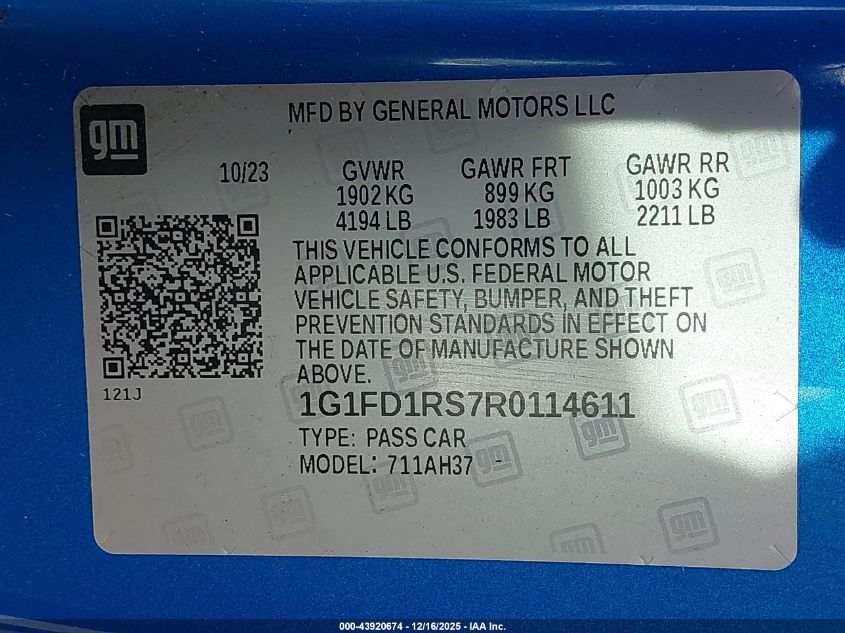 gm
MFD BY GENERAL MOTORS LLC
10/23 GVWR GAWR FRT GAWR RR
1902 KG 899 KG 1003 KG
4194 LB 1983 LB 2211 LB
THIS VEHICLE CONFORMS TO ALL
APPLICABLE U.S. FEDERAL MOTOR
VEHICLE SAFETY, BUMPER, AND THEFT
PREVENTION STANDARDS IN EFFECT ON
THE DATE OF MANUFACTURE SHOWN
ABOVE.
121J
1G1FD1RS7R0114611
TYPE: PASS CAR
MODEL: 711AH37 -
000-43920674 - 12/16/2025 - IAA Inc.